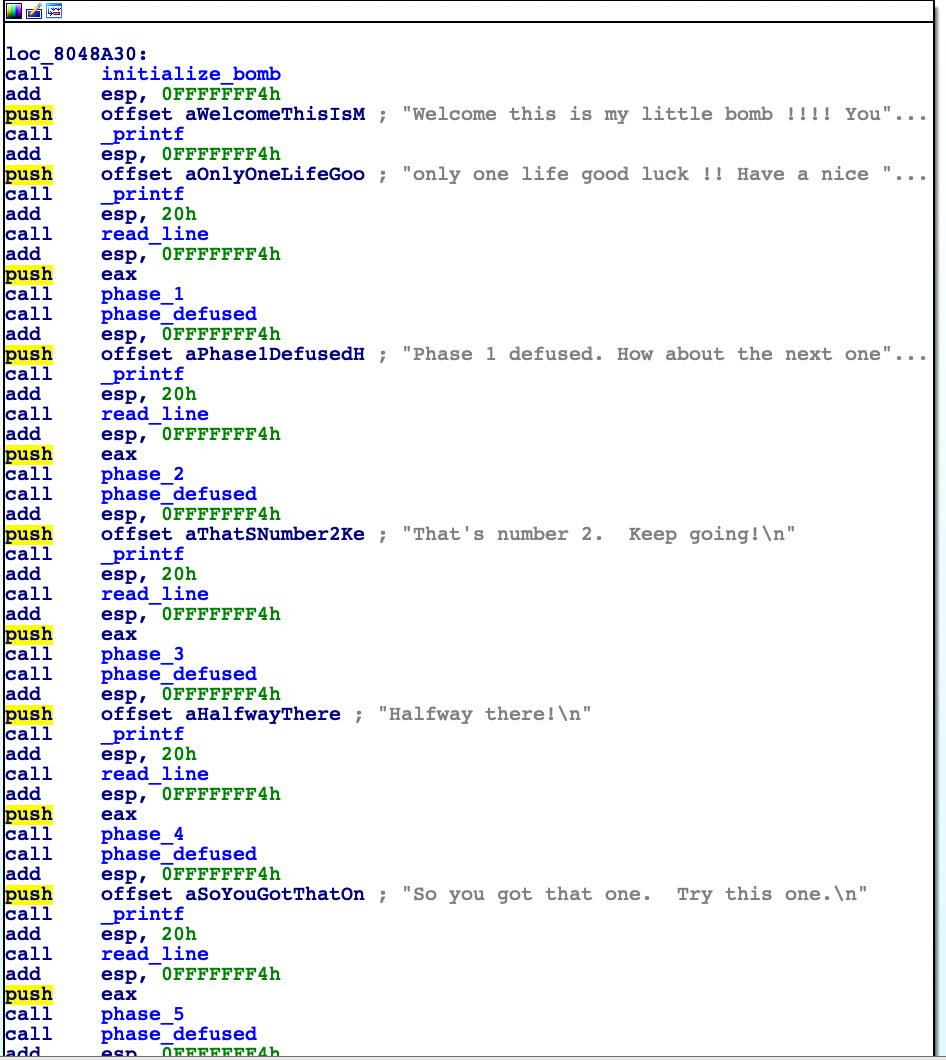 loc_8048A30:
call initialize_bomb
add esp, 0FFFFFFF4h
push offset aWelcomeThisIsM ; "Welcome this is my little bomb !!!! You"...
call _printf
add esp, 0FFFFFFF4h
push offset aOnlyOneLifeGoo ; "only one life good luck !! Have a nice "...
call _printf
add esp, 20h
call read_line
add esp, 0FFFFFFF4h
push eax
call phase_1
call phase_defused
add esp, 0FFFFFFF4h
push offset aPhase1DefusedH ; "Phase 1 defused. How about the next one"...
call _printf
add esp, 20h
call read_line
add esp, 0FFFFFFF4h
push eax
call phase_2
call phase_defused
add esp, 0FFFFFFF4h
push offset aThatSNumber2Ke ; "That's number 2.  Keep going!\n"
call _printf
add esp, 20h
call read_line
add esp, 0FFFFFFF4h
push eax
call phase_3
call phase_defused
add esp, 0FFFFFFF4h
push offset aHalfwayThere ; "Halfway there!\n"
call _printf
add esp, 20h
call read_line
add esp, 0FFFFFFF4h
push eax
call phase_4
call phase_defused
add esp, 0FFFFFFF4h
push offset aSoYouGotThatOn ; "So you got that one.  Try this one.\n"
call _printf
add esp, 20h
call read_line
add esp, 0FFFFFFF4h
push eax
call phase_5
call phase_defused
add esp, 0FFFFFFF4h